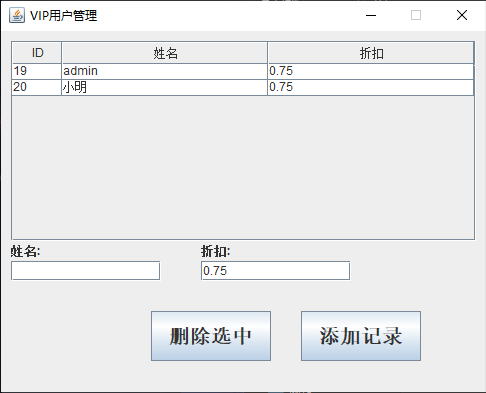 VIP用户管理
ID 姓名 折扣
19 admin 0.75
20 小明 0.75
姓名: 折扣:
0.75
删除选中 添加记录